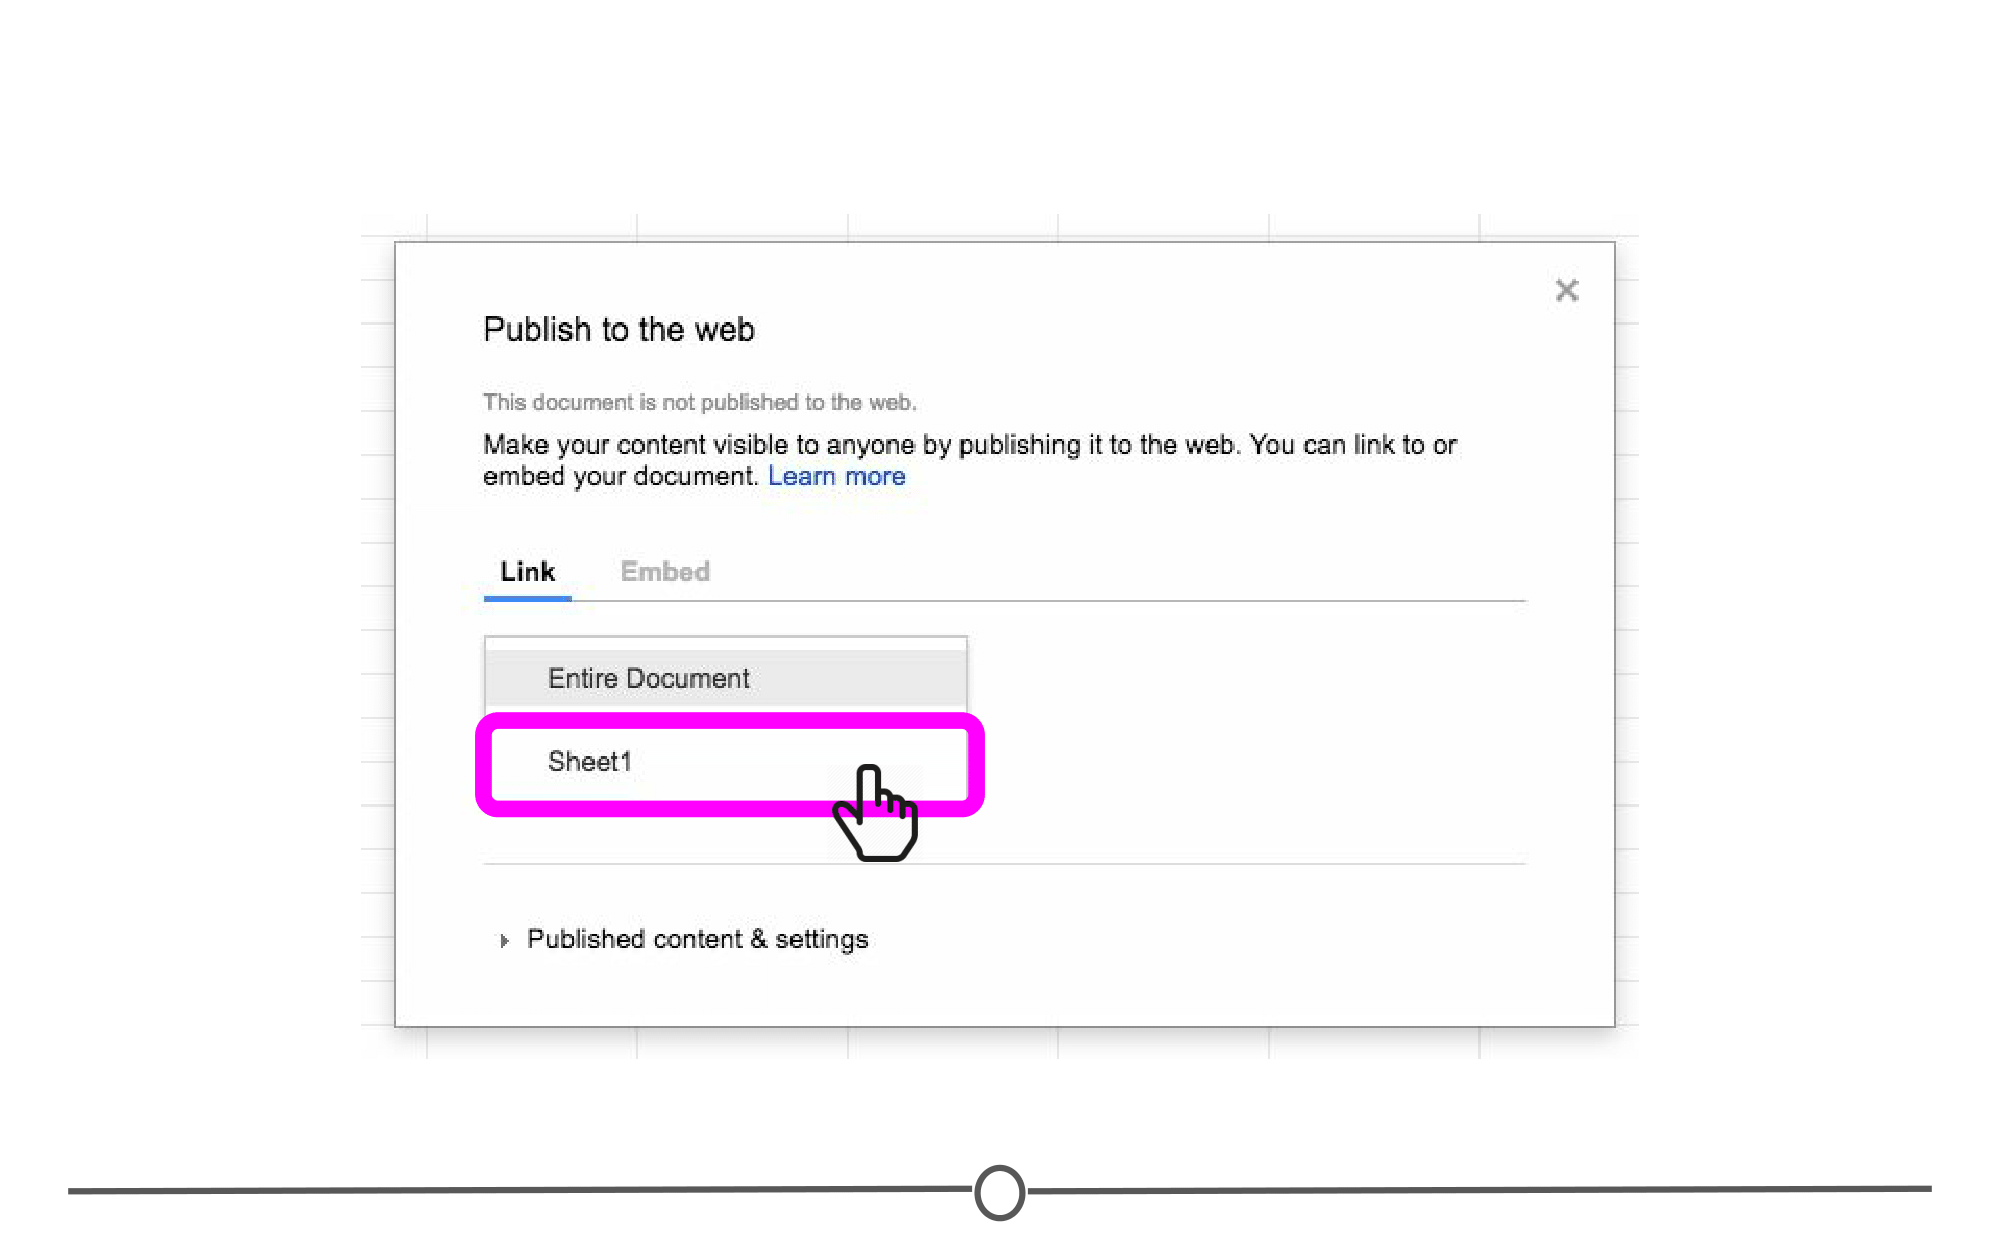 Publish to the web
This document is not published to the web.
Make your content visible to anyone by publishing it to the web. You can link to or
embed your document. Learn more
Link Embed
Entire Document
Sheet1
Published content & settings